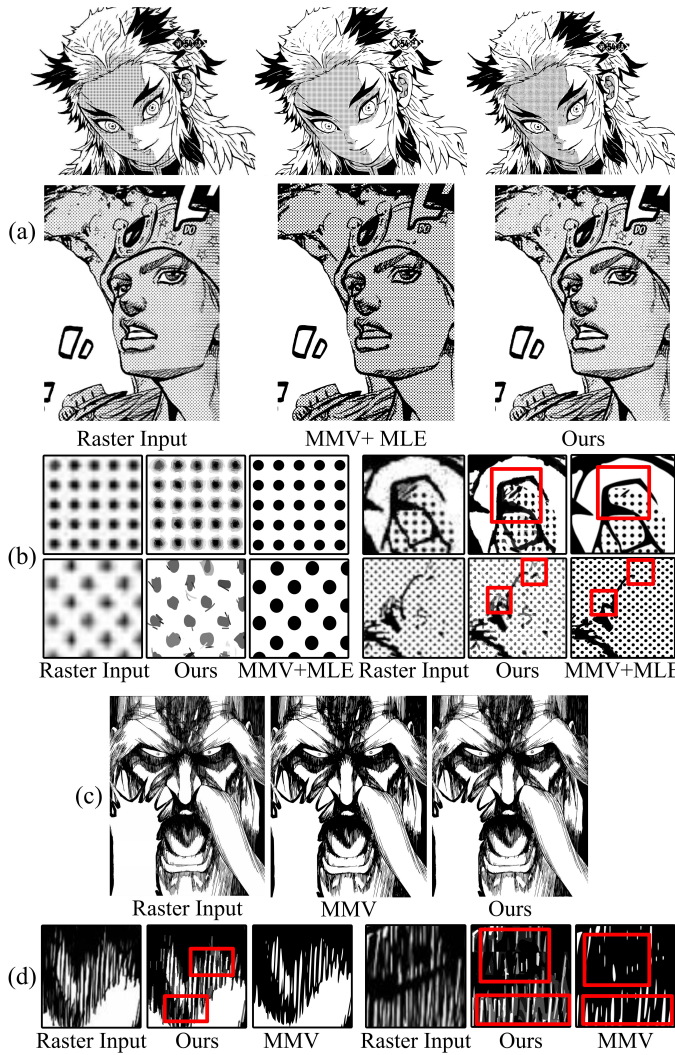 (a)
Raster Input MMV+ MLE Ours
(b)
Raster Input Ours MMV+MLE Raster Input Ours MMV+MLE
(c)
Raster Input MMV Ours
(d)
Raster Input Ours MMV Raster Input Ours MMV